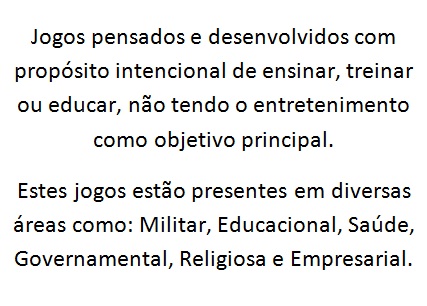 Jogos pensados e desenvolvidos com
propósito intencional de ensinar, treinar
ou educar, não tendo o entretenimento
como objetivo principal.
Estes jogos estão presentes em diversas
áreas como: Militar, Educacional, Saúde,
Governamental, Religiosa e Empresarial.